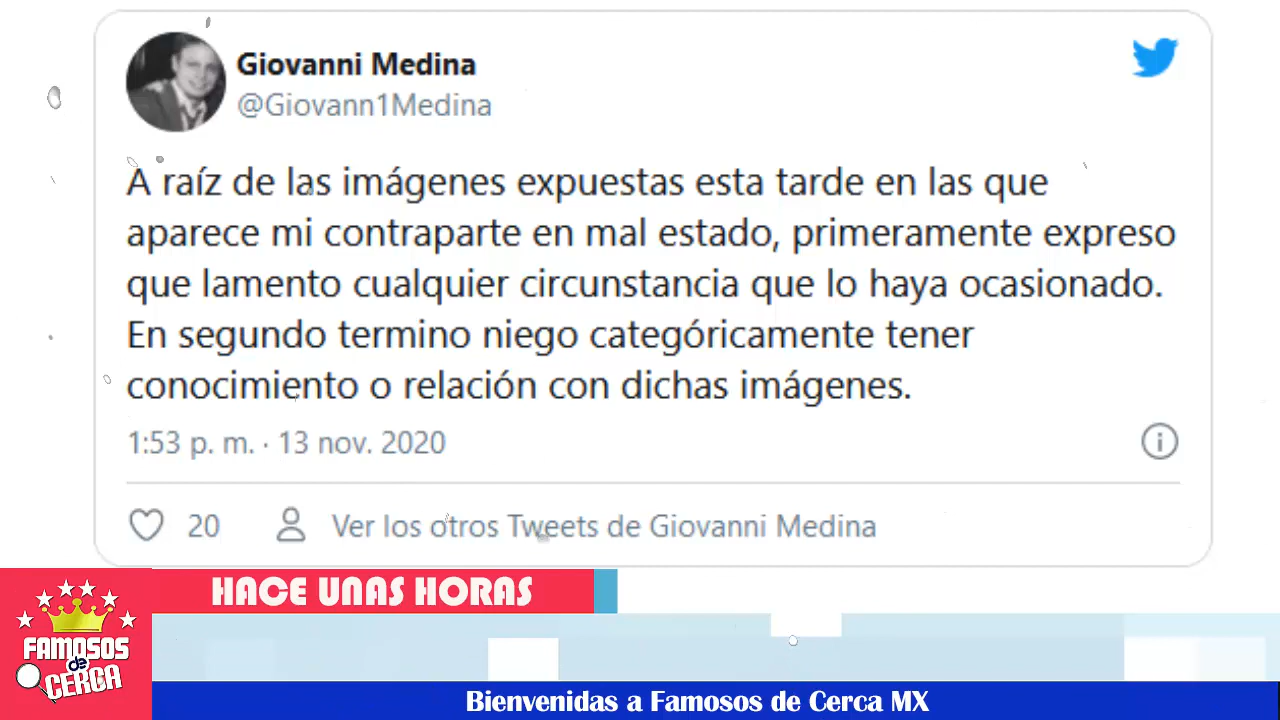 Giovanni Medina
@Giovann1Medina
A raíz de las imágenes expuestas esta tarde en las que
aparece mi contraparte en mal estado, primeramente expreso
que lamento cualquier circunstancia que lo haya ocasionado.
En segundo termino niego categóricamente tener
conocimiento o relación con dichas imágenes.
1:53 p. m. · 13 nov. 2020
20
Ver los otros Tweets de Giovanni Medina
HACE UNAS HORAS
FAMOSOS
de
CERCA
Bienvenidas a Famosos de Cerca MX